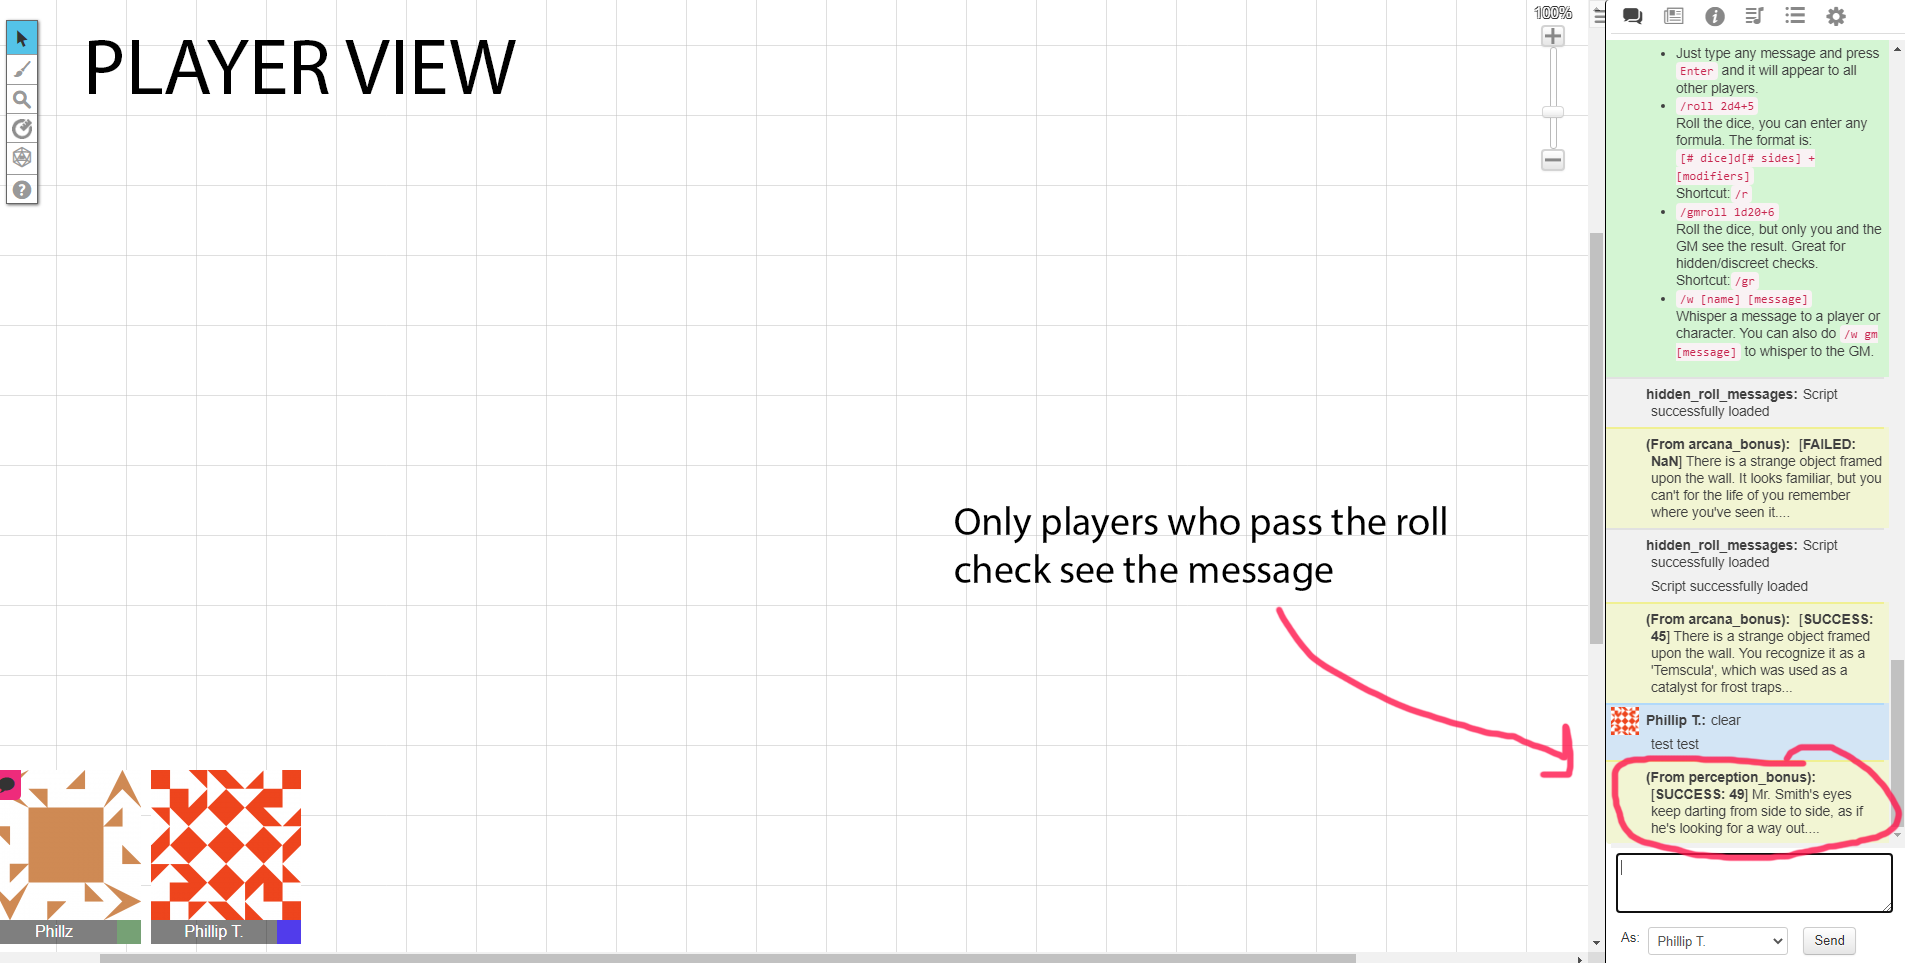 PLAYER VIEW
100%
Only players who pass the roll
check see the message
Phillz
Phillip T.
Just type any message and press
Enter and it will appear to all
other players.
/roll 2d4+5
Roll the dice, you can enter any
formula. The format is:
[# dice]d[# sides] +
[modifiers]
Shortcut: /r
/gmroll 1d20+6
Roll the dice, but only you and the
GM see the result. Great for
hidden/discreet checks.
Shortcut: /gr
/w [name] [message]
Whisper a message to a player or
character. You can also do /w gm
[message] to whisper to the GM.
hidden_roll_messages: Script
successfully loaded
(From arcana_bonus): [FAILED:
NaN] There is a strange object framed
upon the wall. It looks familiar, but you
can't for the life of you remember
where you've seen it....
hidden_roll_messages: Script
successfully loaded
Script successfully loaded
(From arcana_bonus): [SUCCESS:
45] There is a strange object framed
upon the wall. You recognize it as a
'Temscula', which was used as a
catalyst for frost traps...
Phillip T.: clear
test test
(From perception_bonus):
[SUCCESS: 49] Mr. Smith's eyes
keep darting from side to side, as if
he's looking for a way out....
As: Phillip T. Send